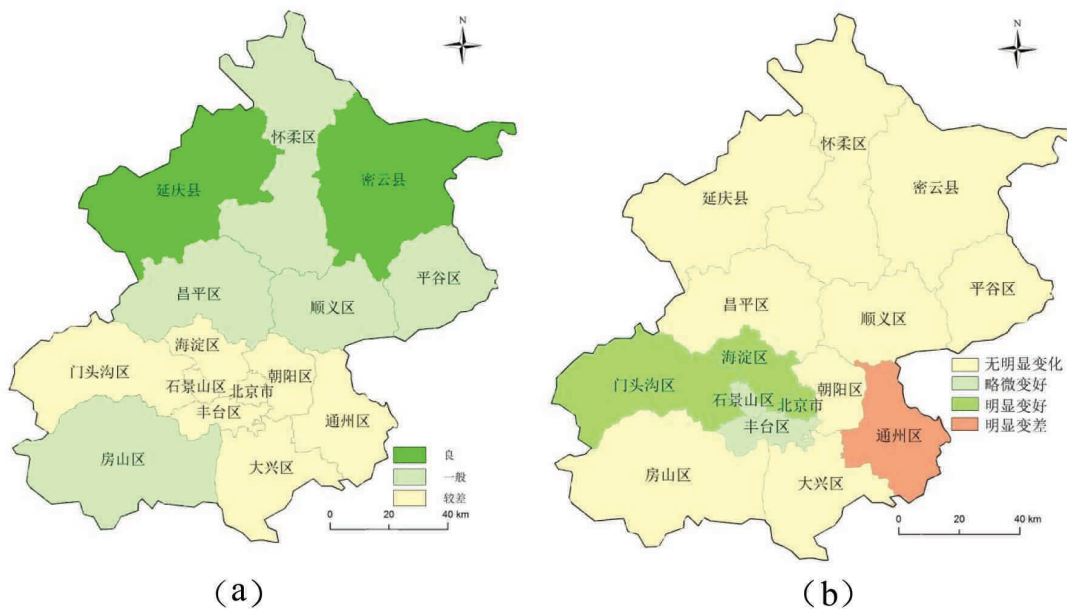 N
怀柔区
延庆县
密云县
昌平区
顺义区
平谷区
海淀区
门头沟区
石景山区
北京市
朝阳区
丰台区
通州区
房山区
大兴区
良
一般
较差
0 20 40 km
(a)
N
怀柔区
延庆县
密云县
昌平区
顺义区
平谷区
海淀区
门头沟区
石景山区
北京市
朝阳区
丰台区
通州区
房山区
大兴区
无明显变化
略微变好
明显变好
明显变差
0 20 40 km
(b)